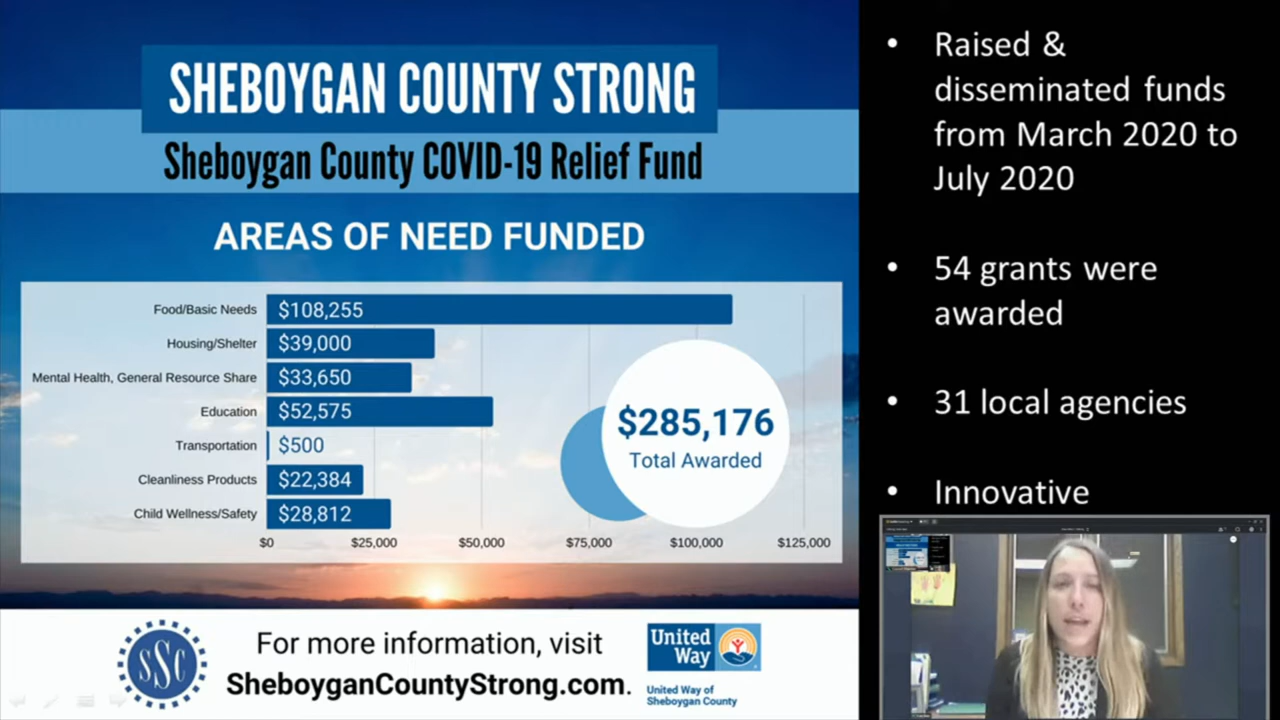 SHEBOYGAN COUNTY STRONG
Sheboygan County COVID-19 Relief Fund
AREAS OF NEED FUNDED
Food/Basic Needs $108,255
Housing/Shelter $39,000
Mental Health, General Resource Share $33,650
Education $52,575
Transportation $500
Cleanliness Products $22,384
Child Wellness/Safety $28,812
$0 $25,000 $50,000 $75,000 $100,000 $125,000
$285,176
Total Awarded
SSC
For more information, visit
SheboyganCountyStrong.com.
United
Way
United Way of
Sheboygan County
• Raised &
disseminated funds
from March 2020 to
July 2020
• 54 grants were
awarded
• 31 local agencies
• Innovative